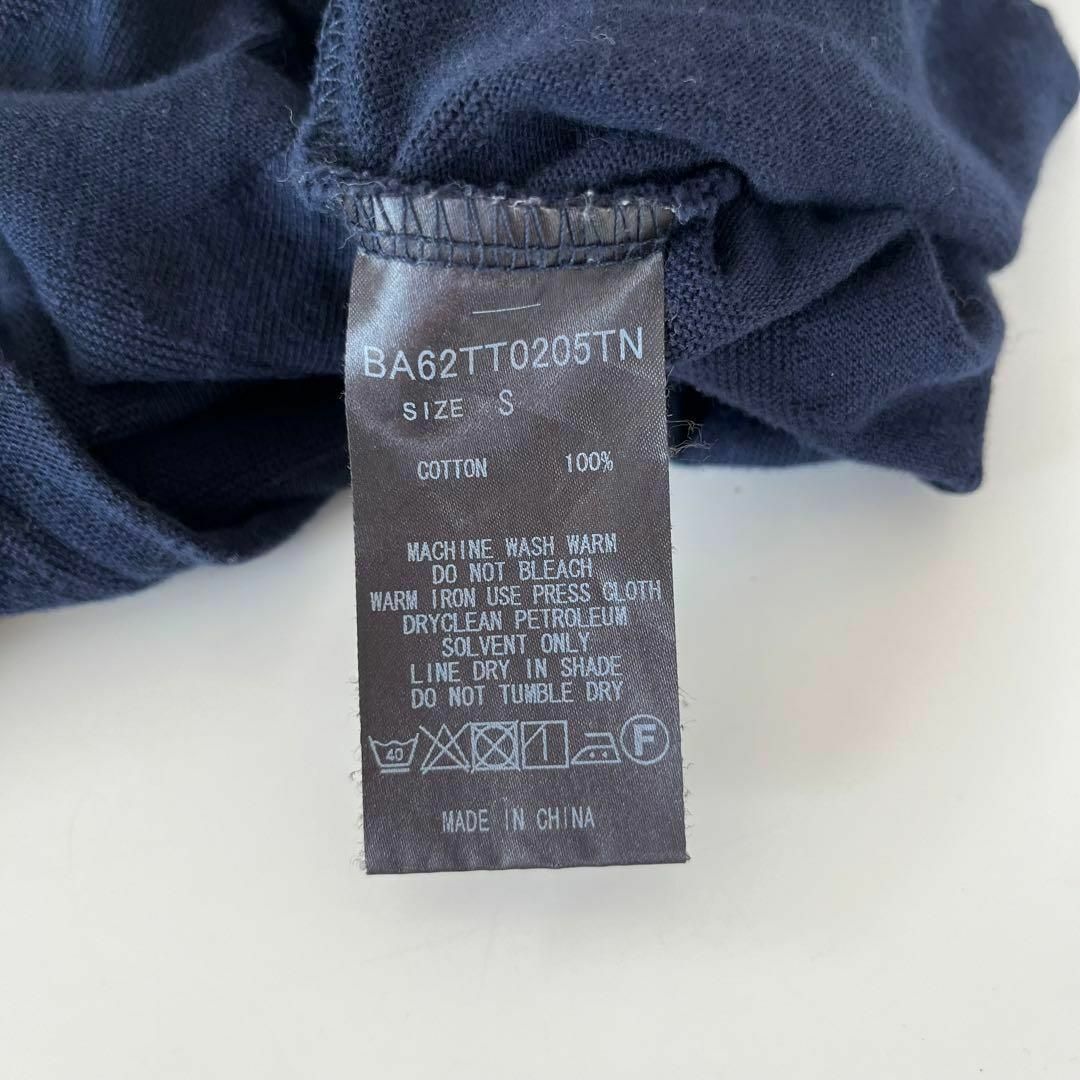 BA62TT0205TN
SIZE S
COTTON 100%
MACHINE WASH WARM
DO NOT BLEACH
WARM IRON USE PRESS CLOTH
DRYCLEAN PETROLEUM
SOLVENT ONLY
LINE DRY IN SHADE
DO NOT TUMBLE DRY
40 F
MADE IN CHINA